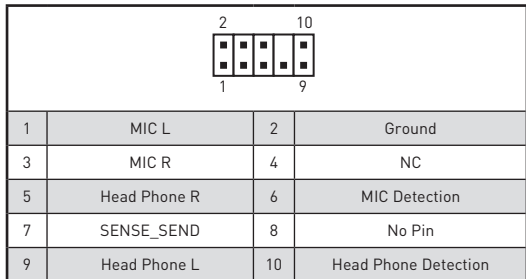 2 10
1 9
1 MIC L 2 Ground
3 MIC R 4 NC
5 Head Phone R 6 MIC Detection
7 SENSE_SEND 8 No Pin
9 Head Phone L 10 Head Phone Detection